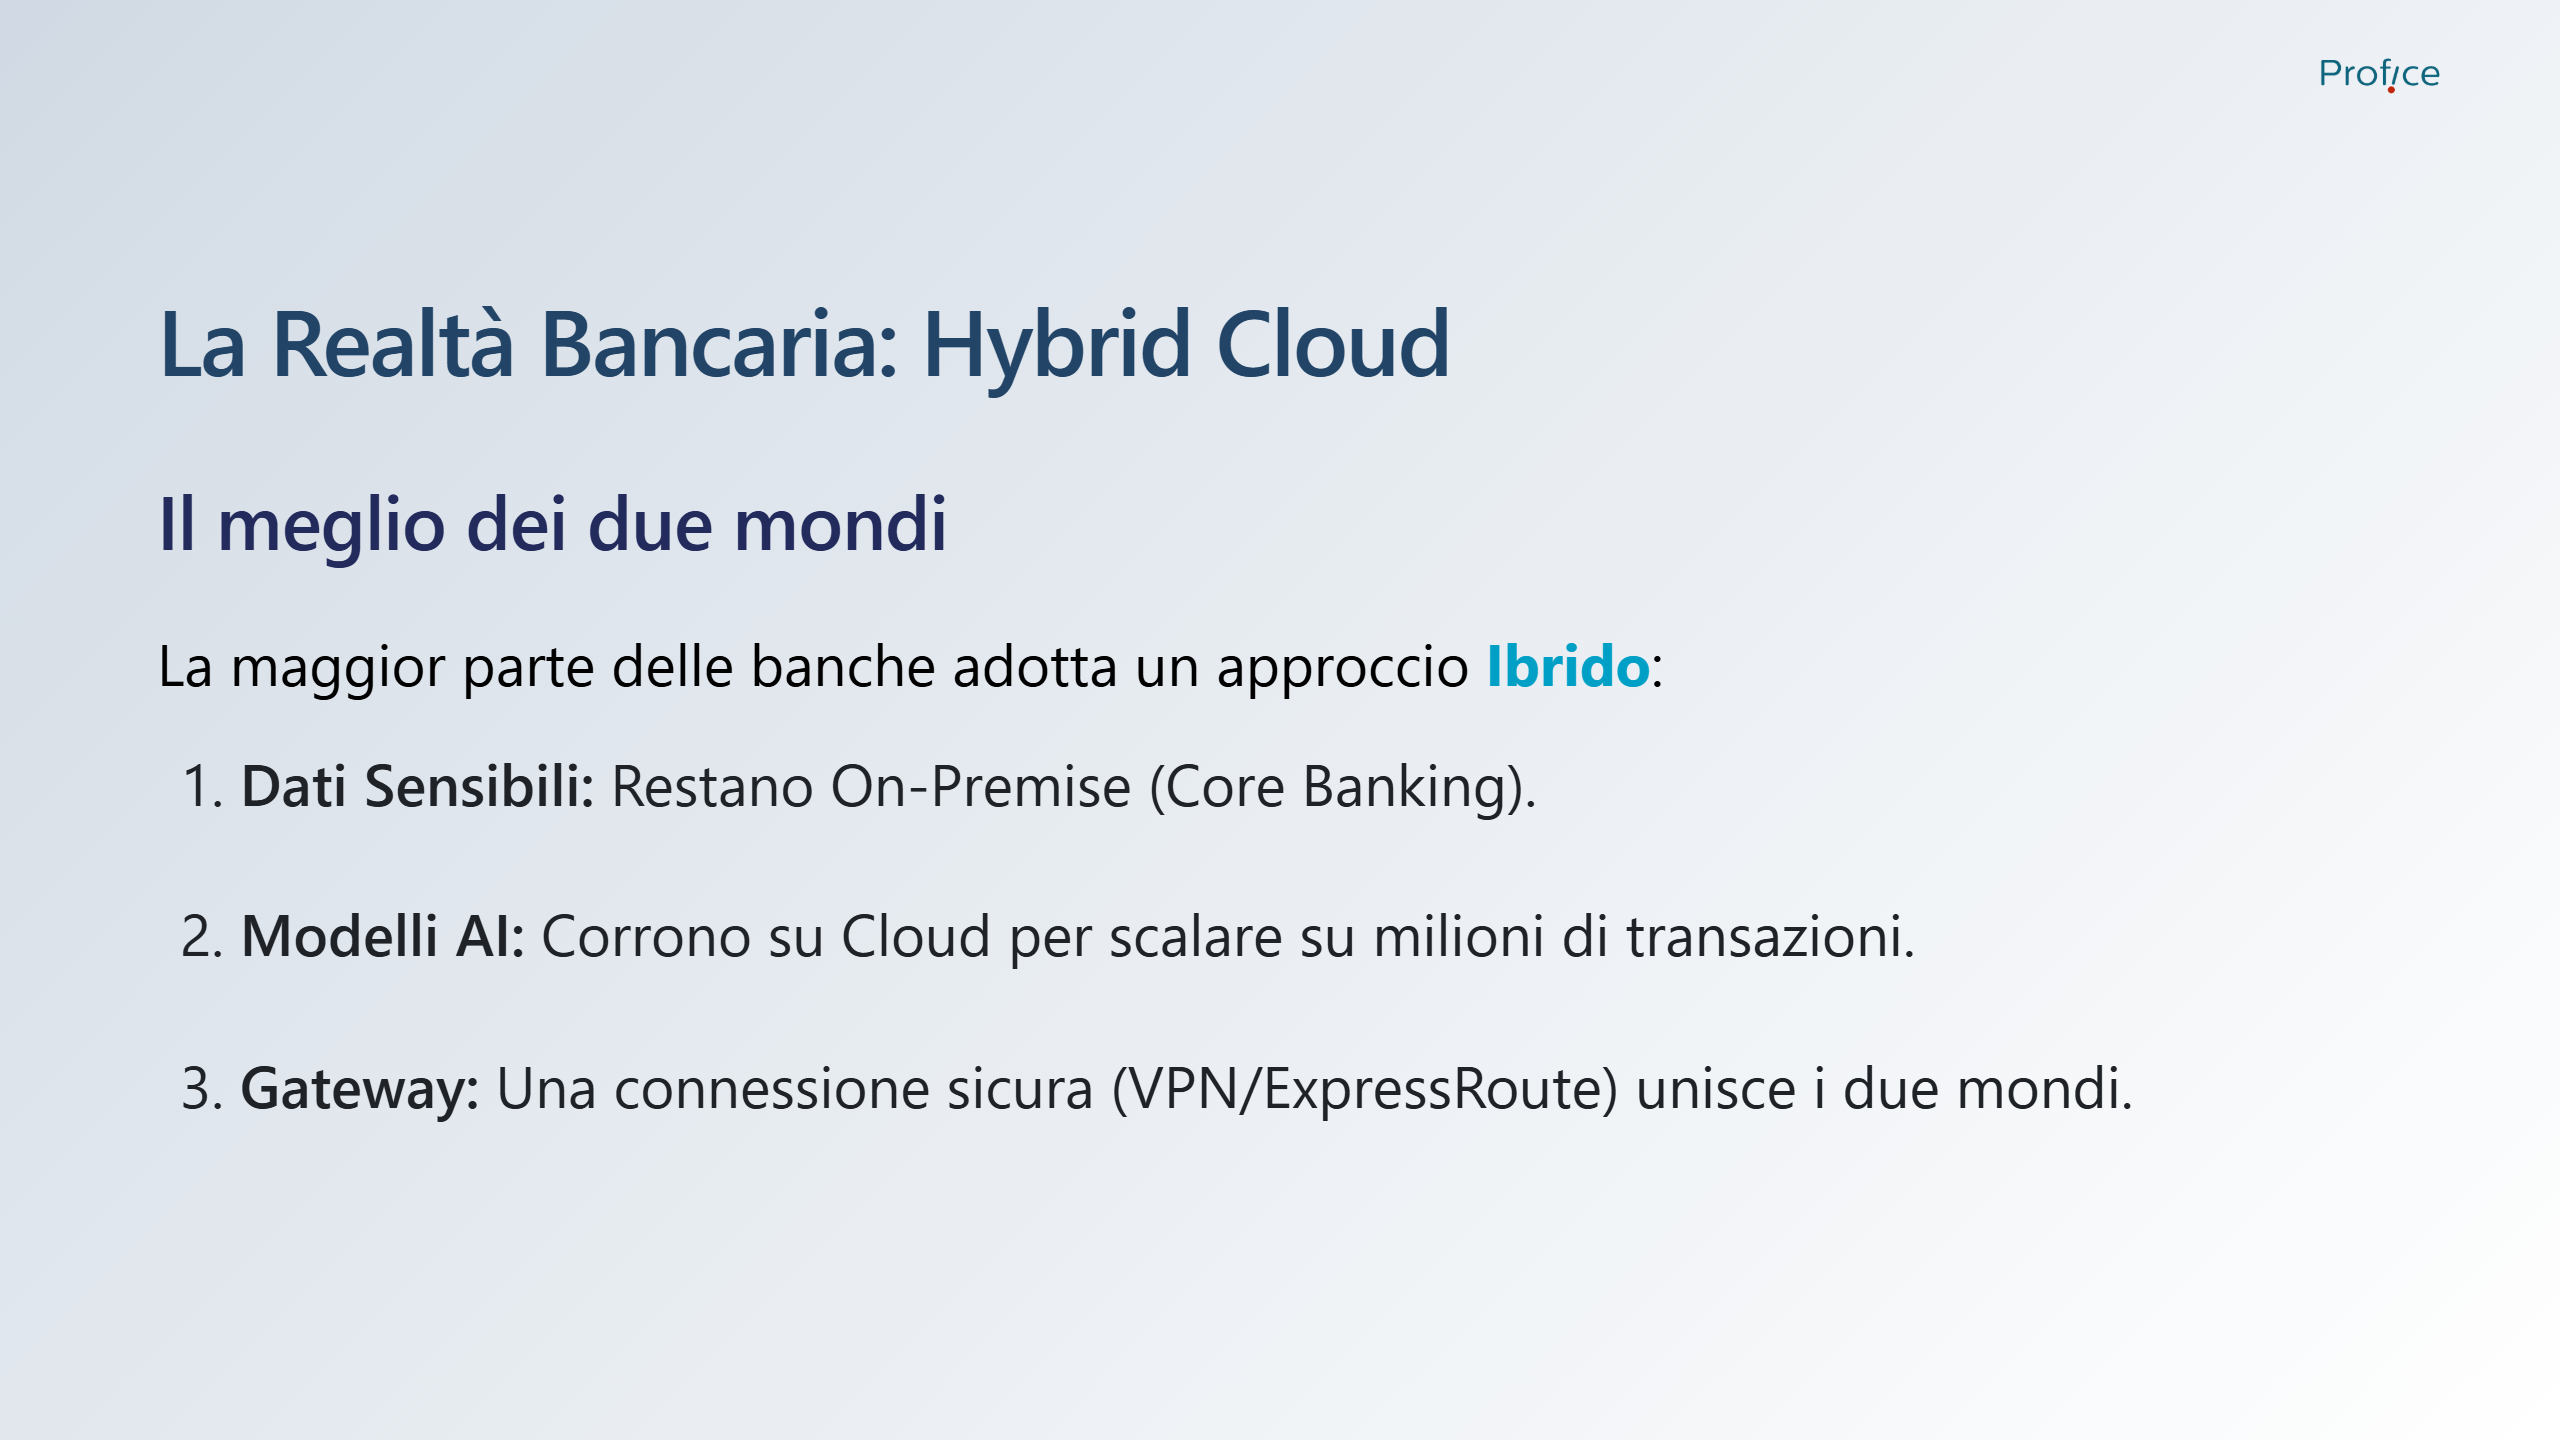 Profice
La Realtà Bancaria: Hybrid Cloud
Il meglio dei due mondi
La maggior parte delle banche adotta un approccio Ibrido:
1. Dati Sensibili: Restano On-Premise (Core Banking).
2. Modelli AI: Corrono su Cloud per scalare su milioni di transazioni.
3. Gateway: Una connessione sicura (VPN/ExpressRoute) unisce i due mondi.